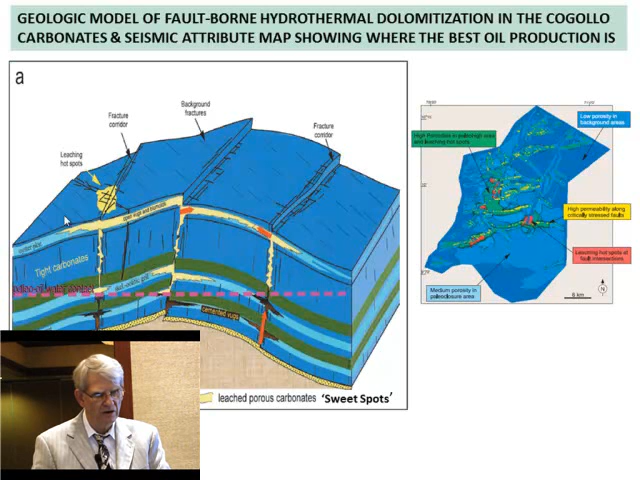 GEOLOGIC MODEL OF FAULT-BORNE HYDROTHERMAL DOLOMITIZATION IN THE COGOLLO
CARBONATES & SEISMIC ATTRIBUTE MAP SHOWING WHERE THE BEST OIL PRODUCTION IS
a
Background
fractures
Fracture
corridor
Fracture
corridor
Leaching
hot spots
Tight carbonates
cemented vugs
leached porous carbonates 'Sweet Spots'
Low porosity in
background areas
High permeability along
critically stressed faults
Leaching hot spots at
fault intersections
Medium porosity in
paleoclosure area
6 km
N